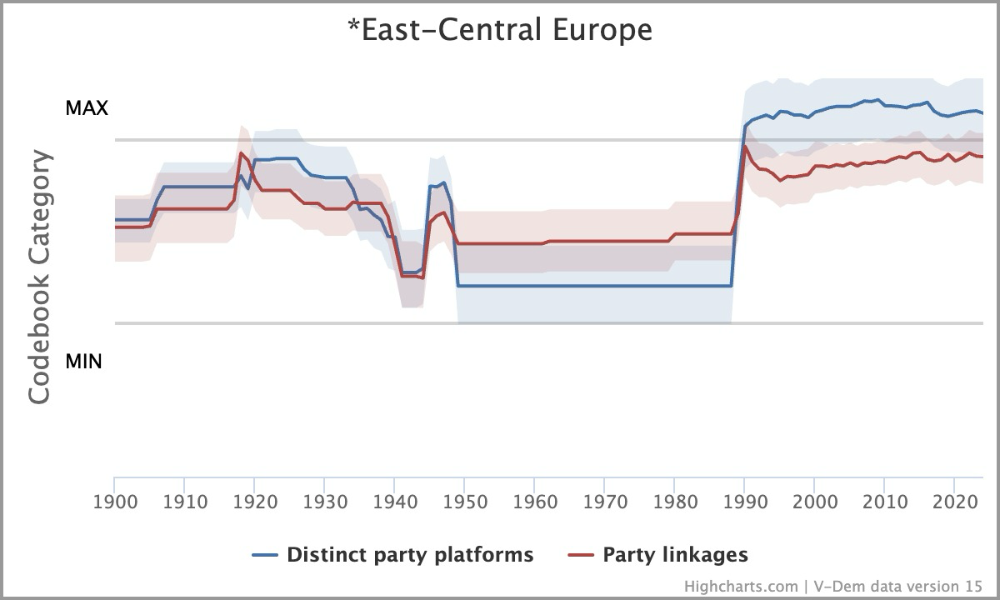 *East-Central Europe
MAX
Codebook Category
MIN
1900 1910 1920 1930 1940 1950 1960 1970 1980 1990 2000 2010 2020
Distinct party platforms Party linkages
Highcharts.com | V-Dem data version 15